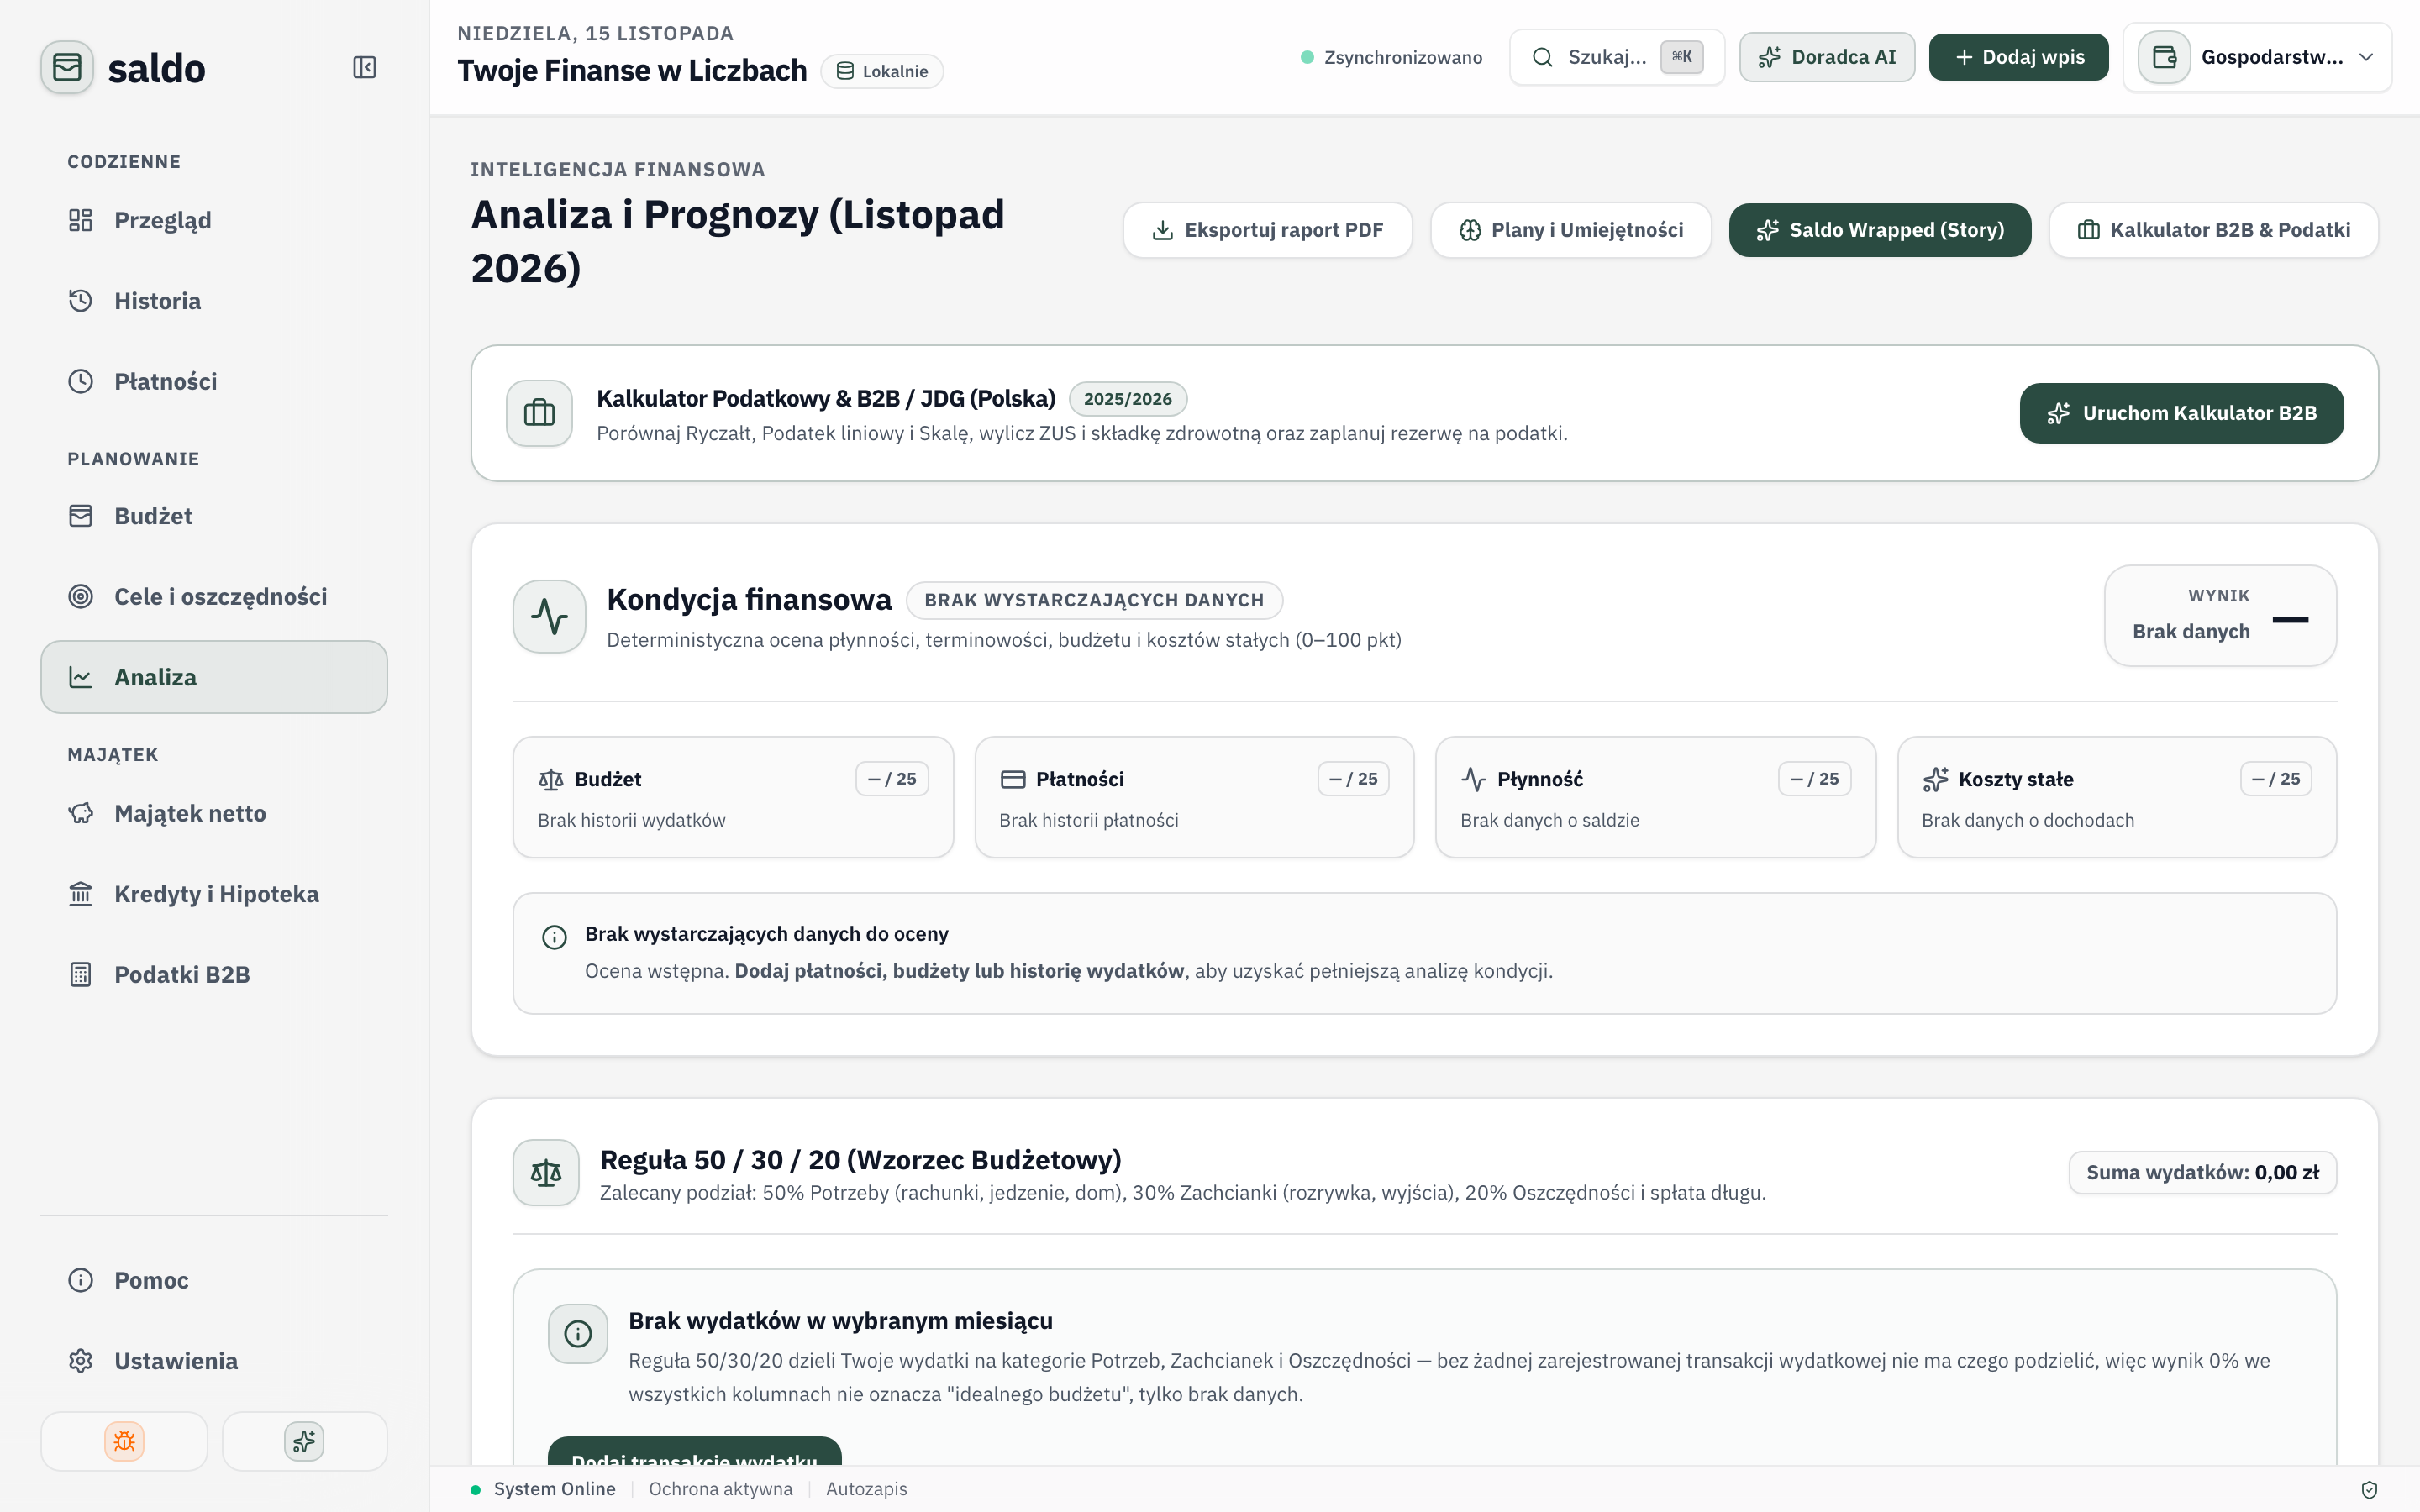 saldo
CODZIENNE
Przegląd
Historia
Płatności
PLANOWANIE
Budżet
Cele i oszczędności
Analiza
MAJĄTEK
Majątek netto
Kredyty i Hipoteka
Podatki B2B
Pomoc
Ustawienia
NIEDZIELA, 15 LISTOPADA
Twoje Finanse w Liczbach
Lokalnie
Zsynchronizowano
Szukaj...
⌘K
Doradca AI
+ Dodaj wpis
Gospodarstw...
INTELIGENCJA FINANSOWA
Analiza i Prognozy (Listopad
2026)
Eksportuj raport PDF
Plany i Umiejętności
Saldo Wrapped (Story)
Kalkulator B2B & Podatki
Kalkulator Podatkowy & B2B / JDG (Polska)
2025/2026
Porównaj Ryczałt, Podatek liniowy i Skalę, wylicz ZUS i składkę zdrowotną oraz zaplanuj rezerwę na podatki.
Uruchom Kalkulator B2B
Kondycja finansowa
BRAK WYSTARCZAJĄCYCH DANYCH
Deterministyczna ocena płynności, terminowości, budżetu i kosztów stałych (0–100 pkt)
WYNIK
Brak danych
—
Budżet
— / 25
Brak historii wydatków
Płatności
— / 25
Brak historii płatności
Płynność
— / 25
Brak danych o saldzie
Koszty stałe
— / 25
Brak danych o dochodach
Brak wystarczających danych do oceny
Ocena wstępna. Dodaj płatności, budżety lub historię wydatków, aby uzyskać pełniejszą analizę kondycji.
Reguła 50 / 30 / 20 (Wzorzec Budżetowy)
Zalecany podział: 50% Potrzeby (rachunki, jedzenie, dom), 30% Zachcianki (rozrywka, wyjścia), 20% Oszczędności i spłata długu.
Suma wydatków: 0,00 zł
Brak wydatków w wybranym miesiącu
Reguła 50/30/20 dzieli Twoje wydatki na kategorie Potrzeb, Zachcianek i Oszczędności — bez żadnej zarejestrowanej transakcji wydatkowej nie ma czego podzielić, więc wynik 0% we
wszystkich kolumnach nie oznacza "idealnego budżetu", tylko brak danych.
Dodaj transakcję wydatku
System Online
Ochrona aktywna
Autozapis